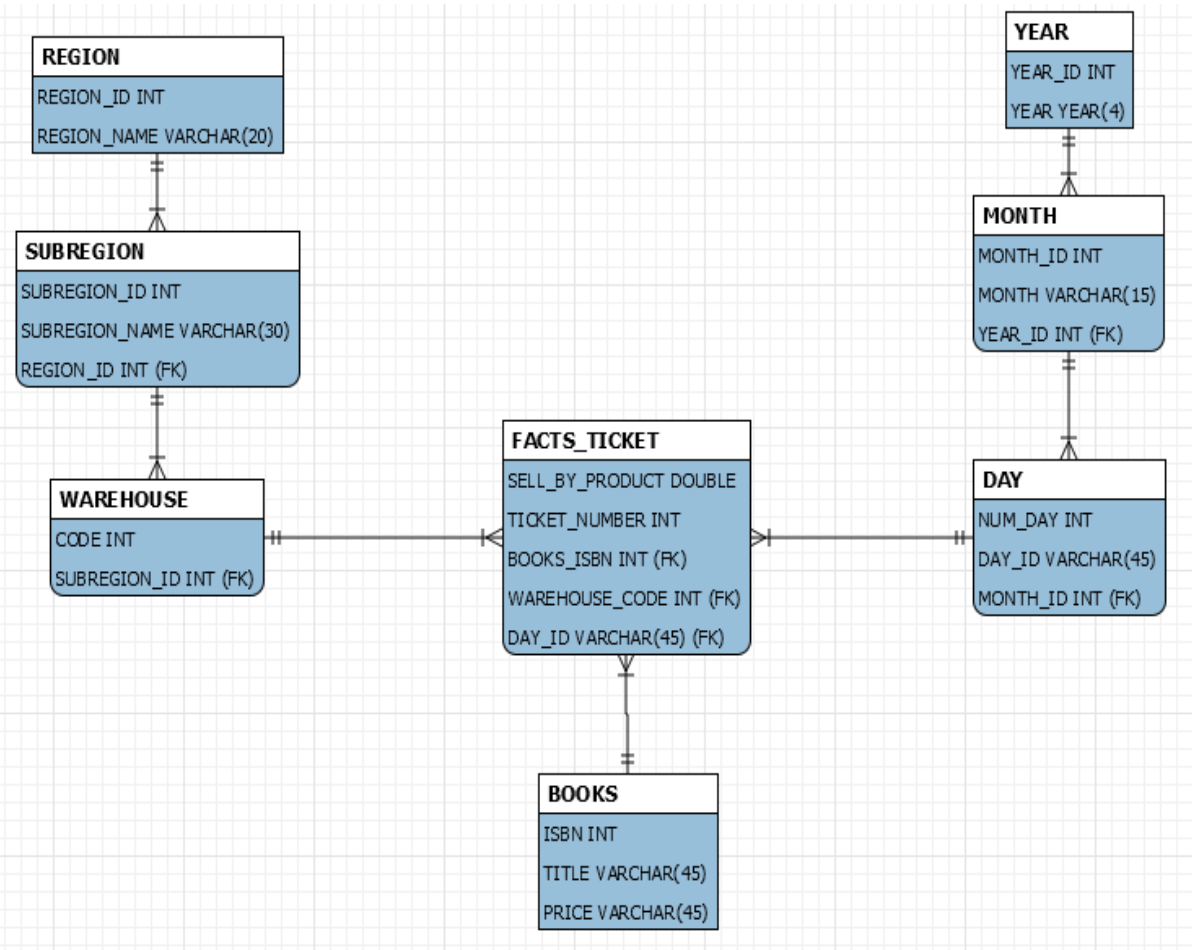 REGION
REGION_ID INT
REGION_NAME VARCHAR(20)
SUBREGION
SUBREGION_ID INT
SUBREGION_NAME VARCHAR(30)
REGION_ID INT (FK)
WAREHOUSE
CODE INT
SUBREGION_ID INT (FK)
FACTS_TICKET
SELL_BY_PRODUCT DOUBLE
TICKET_NUMBER INT
BOOKS_ISBN INT (FK)
WAREHOUSE_CODE INT (FK)
DAY_ID VARCHAR(45) (FK)
BOOKS
ISBN INT
TITLE VARCHAR(45)
PRICE VARCHAR(45)
YEAR
YEAR_ID INT
YEAR YEAR(4)
MONTH
MONTH_ID INT
MONTH VARCHAR(15)
YEAR_ID INT (FK)
DAY
NUM_DAY INT
DAY_ID VARCHAR(45)
MONTH_ID INT (FK)